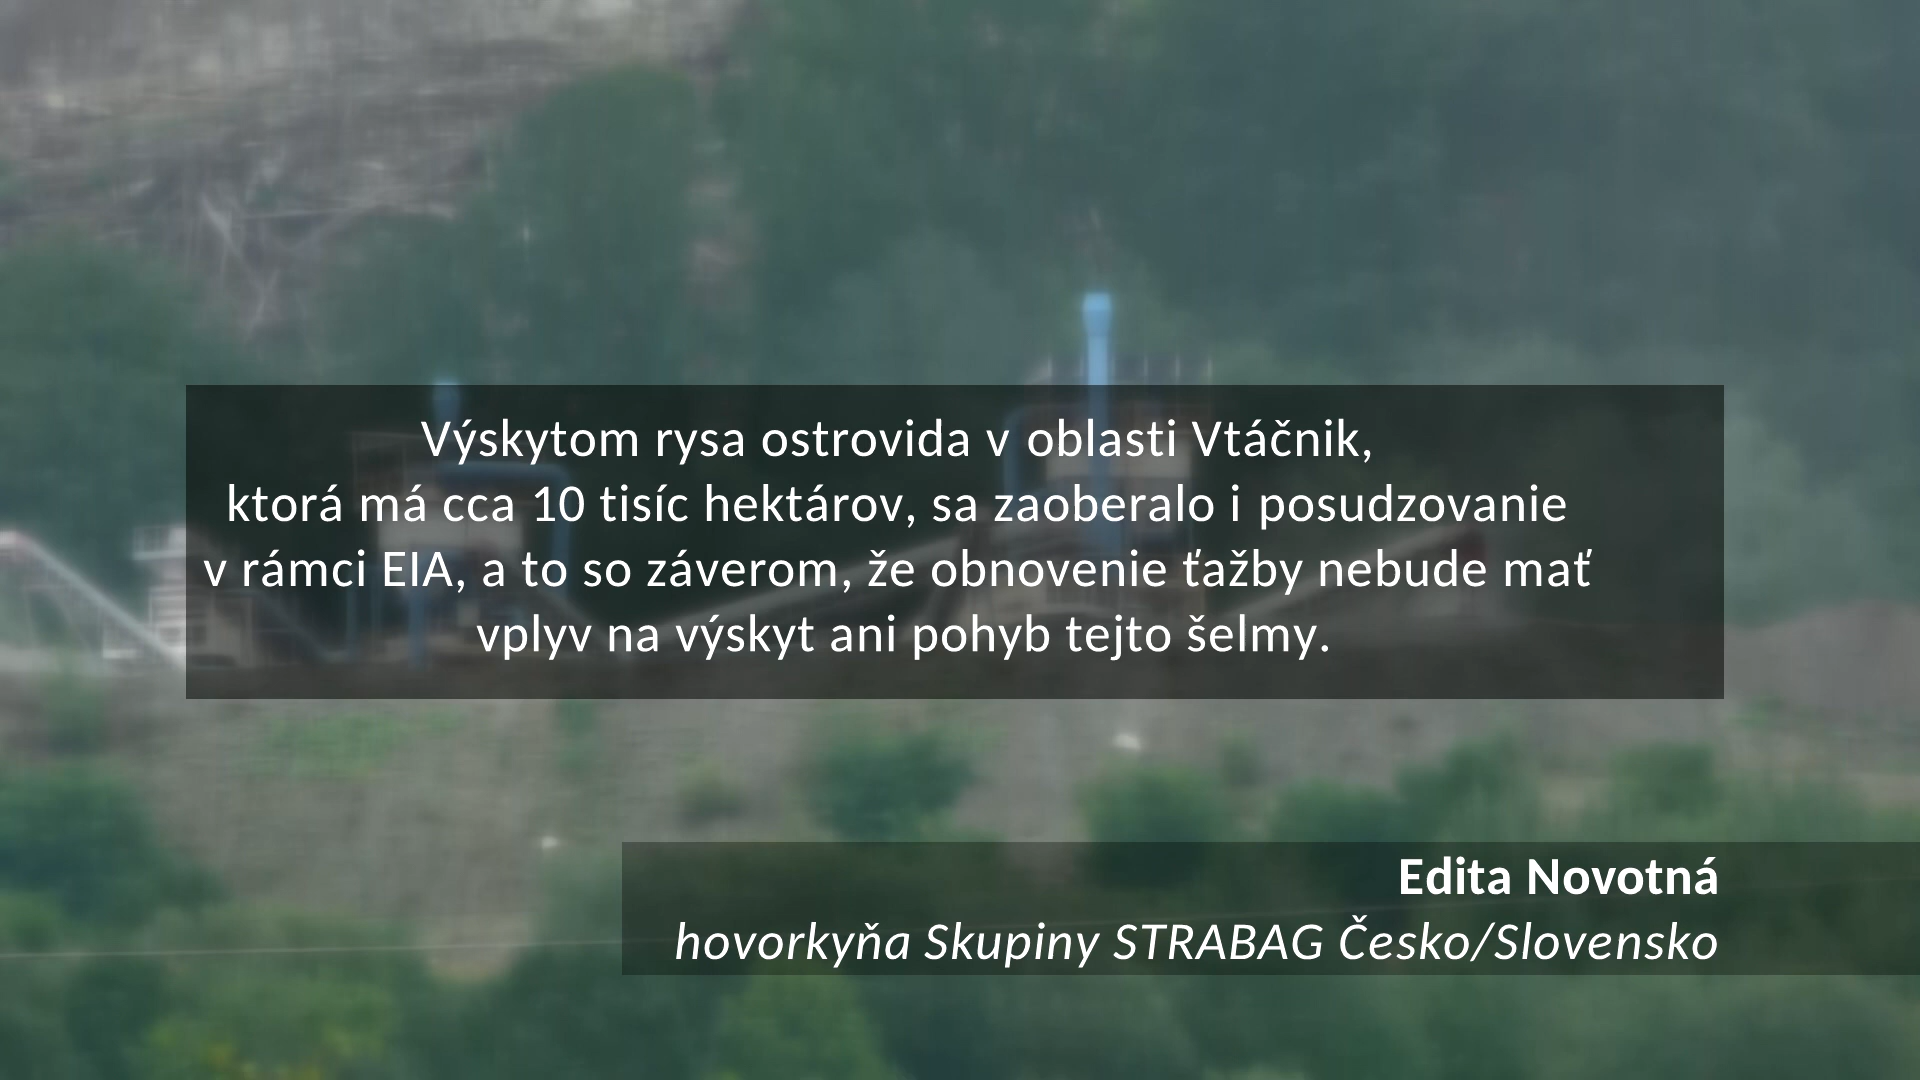 Výskytom rysa ostrovida v oblasti Vtáčnik,
ktorá má cca 10 tisíc hektárov, sa zaoberalo i posudzovanie
v rámci EIA, a to so záverom, že obnovenie ťažby nebude mať
vplyv na výskyt ani pohyb tejto šelmy.
Edita Novotná
hovorkyňa Skupiny STRABAG Česko/Slovensko